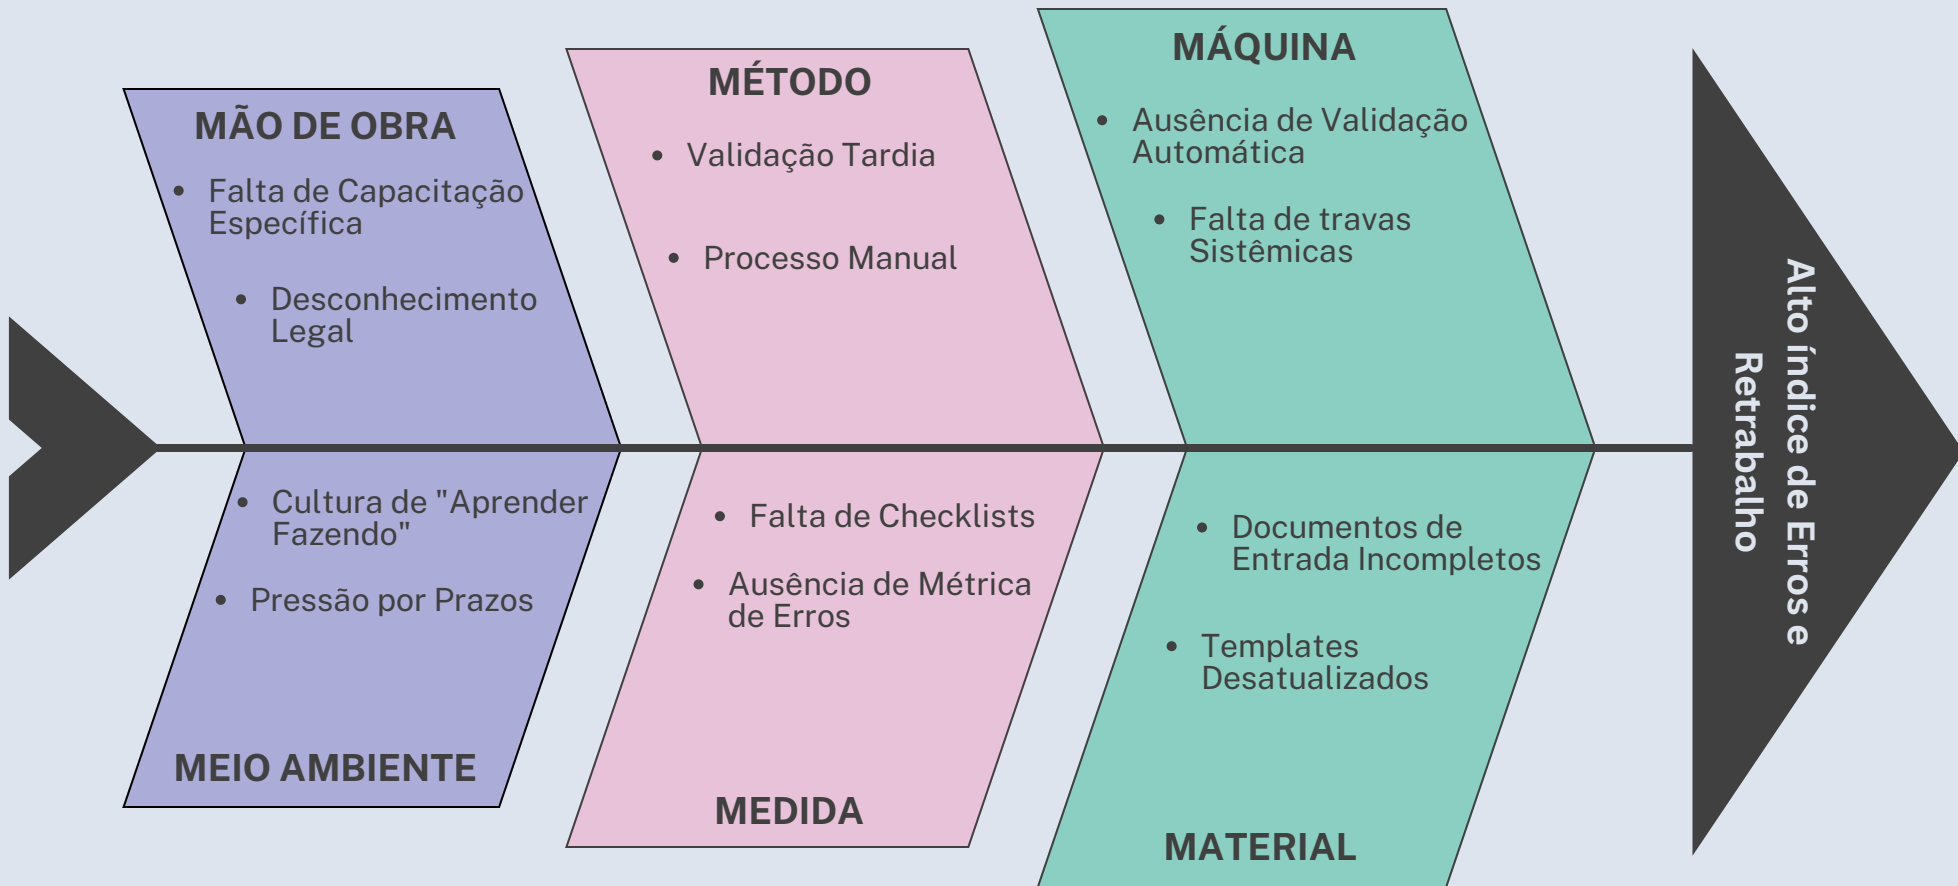 MÃO DE OBRA
• Falta de Capacitação
Específica
• Desconhecimento
Legal
MÉTODO
• Validação Tardia
• Processo Manual
MÁQUINA
• Ausência de Validação
Automática
• Falta de travas
Sistêmicas
• Cultura de "Aprender
Fazendo"
• Pressão por Prazos
MEIO AMBIENTE
• Falta de Checklists
• Ausência de Métrica
de Erros
MEDIDA
• Documentos de
Entrada Incompletos
• Templates
Desatualizados
MATERIAL
Alto índice de Erros e
Retrabalho